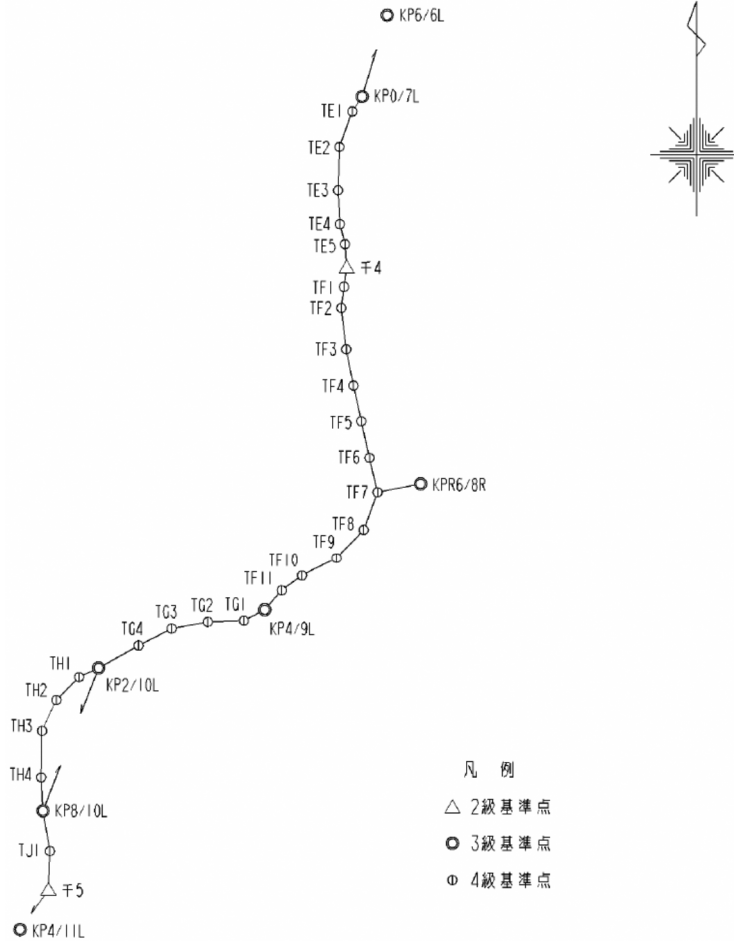 KP6/6L
KP0/7L
TE1
TE2
TE3
TE4
TE5
千4
TF1
TF2
TF3
TF4
TF5
TF6
KPR6/8R
TF7
TF8
TF9
TF10
TF11
TG1
TG2
TG3
KP4/9L
TG4
TH1
KP2/10L
TH2
TH3
凡 例
TH4
2級基準点
KP8/10L
3級基準点
TJ1
4級基準点
千5
KP4/11L